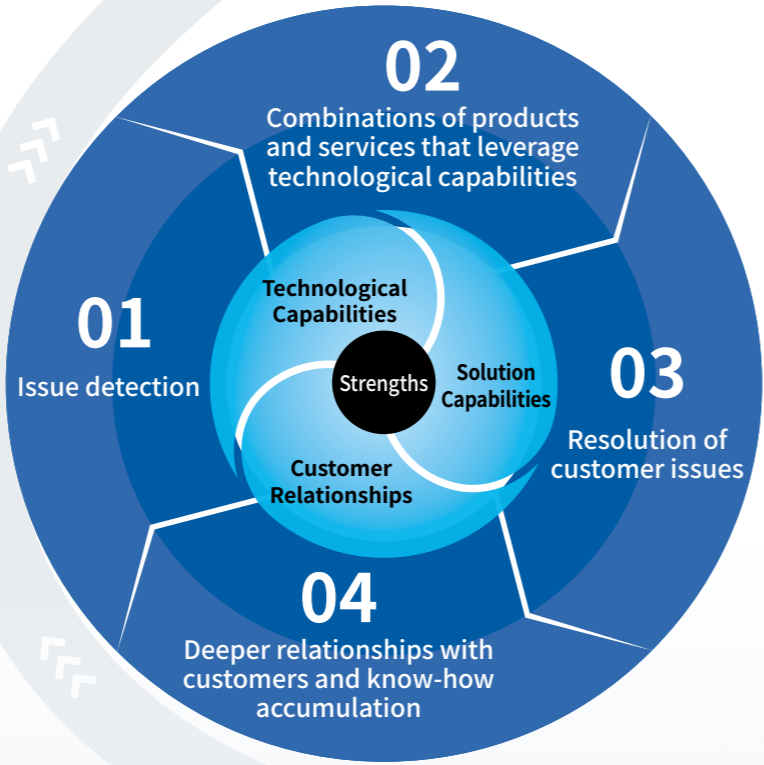 01
Issue detection
02
Combinations of products
and services that leverage
technological capabilities
03
Resolution of
customer issues
04
Deeper relationships with
customers and know-how
accumulation
Technological
Capabilities
Solution
Capabilities
Customer
Relationships
Strengths